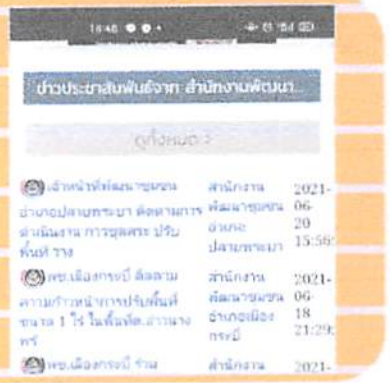 18:48
ข่าวประชาสัมพันธ์จาก สำนักงานพัฒนา...
ดูทั้งหมด >
เจ้าหน้าที่พัฒนาชุมชน
อำเภอปลายพระยา ติดตามการ
ดำเนินงาน การขุดสระ ปรับ
พื้นที่ วาง
สำนักงาน
พัฒนาชุมชน
อำเภอ
ปลายพระยา
2021-
06-
20
15:56:
พช.เมืองกระบี่ ติดตาม
ความก้าวหน้าการปรับพื้นที่
ขนาด 1 ไร่ ในพื้นที่ต.อ่าวนาง
พร้
สำนักงาน
พัฒนาชุมชน
อำเภอเมือง
กระบี่
2021-
06-
18
21:29:
พช.เมืองกระบี่ ร่วม
สำนักงาน
2021-